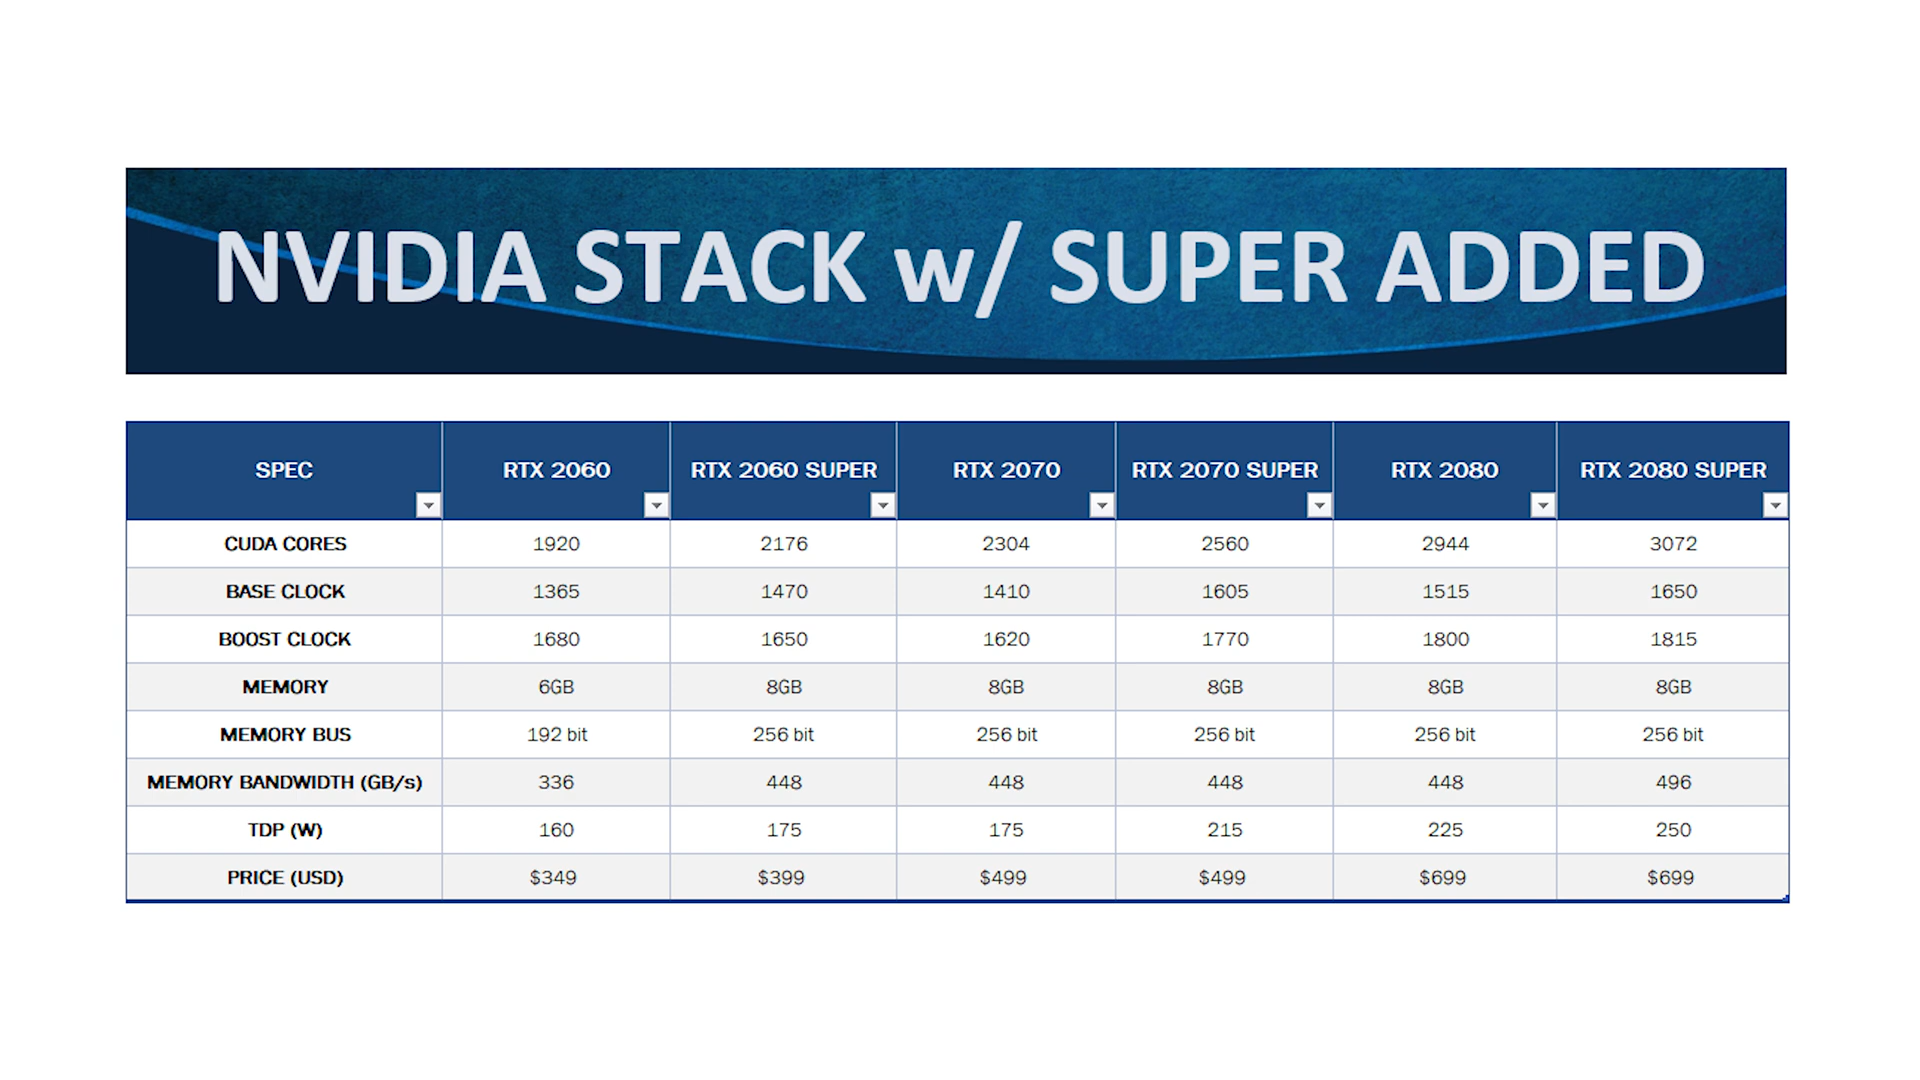 NVIDIA STACK w/ SUPER ADDED
SPEC RTX 2060 RTX 2060 SUPER RTX 2070 RTX 2070 SUPER RTX 2080 RTX 2080 SUPER
CUDA CORES 1920 2176 2304 2560 2944 3072
BASE CLOCK 1365 1470 1410 1605 1515 1650
BOOST CLOCK 1680 1650 1620 1770 1800 1815
MEMORY 6GB 8GB 8GB 8GB 8GB 8GB
MEMORY BUS 192 bit 256 bit 256 bit 256 bit 256 bit 256 bit
MEMORY BANDWIDTH (GB/s) 336 448 448 448 448 496
TDP (W) 160 175 175 215 225 250
PRICE (USD) $349 $399 $499 $499 $699 $699